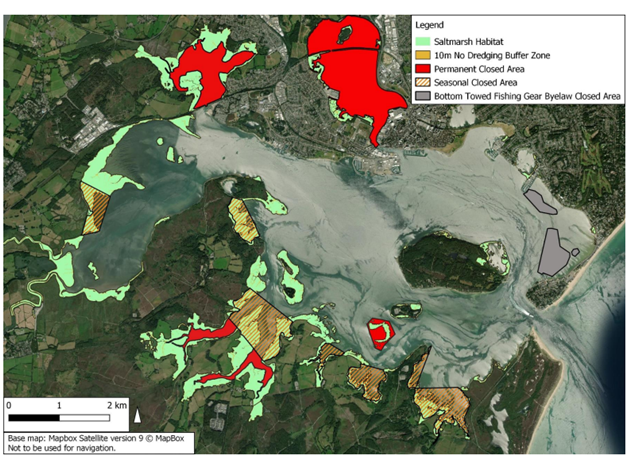 Legend
Saltmarsh Habitat
10m No Dredging Buffer Zone
Permanent Closed Area
Seasonal Closed Area
Bottom Towed Fishing Gear Byelaw Closed Area
0 1 2 km
Base map: Mapbox Satellite version 9 © MapBox
Not to be used for navigation.